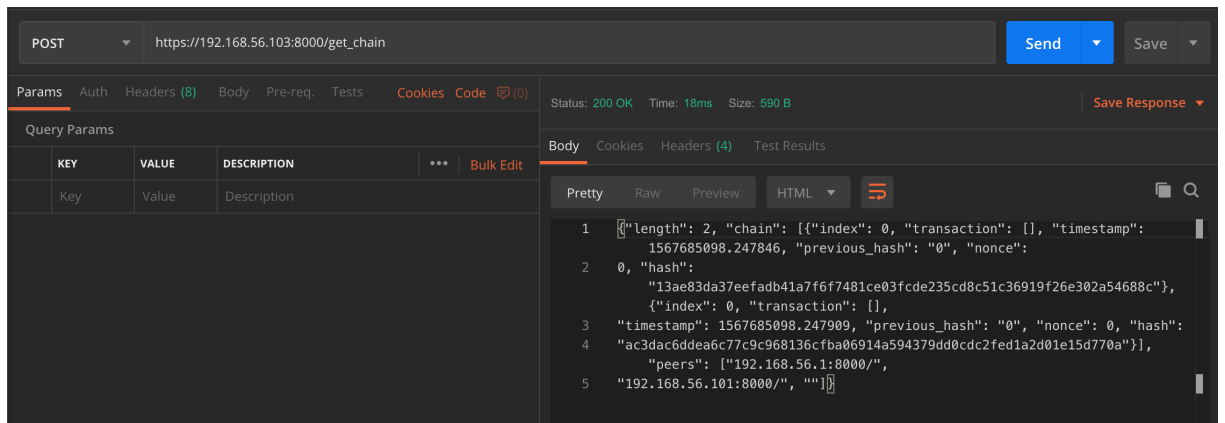 POST https://192.168.56.103:8000/get_chain Send Save
Params Auth Headers (8) Body Pre-req. Tests Cookies Code (0)
Query Params
KEY VALUE DESCRIPTION ••• Bulk Edit
Key Value Description
Status: 200 OK Time: 18ms Size: 590 B Save Response
Body Cookies Headers (4) Test Results
Pretty Raw Preview HTML
1 {"length": 2, "chain": [{"index": 0, "transaction": [], "timestamp":
1567685098.247846, "previous_hash": "0", "nonce":
2 0, "hash":
"13ae83da37eefadb41a7f6f7481ce03fcde235cd8c51c36919f26e302a54688c"},
{"index": 0, "transaction": [],
3 "timestamp": 1567685098.247909, "previous_hash": "0", "nonce": 0, "hash":
4 "ac3dac6ddea6c77c9c968136cfba06914a594379dd0cdc2fed1a2d01e15d770a"}],
"peers": ["192.168.56.1:8000/",
5 "192.168.56.101:8000/", ""]}